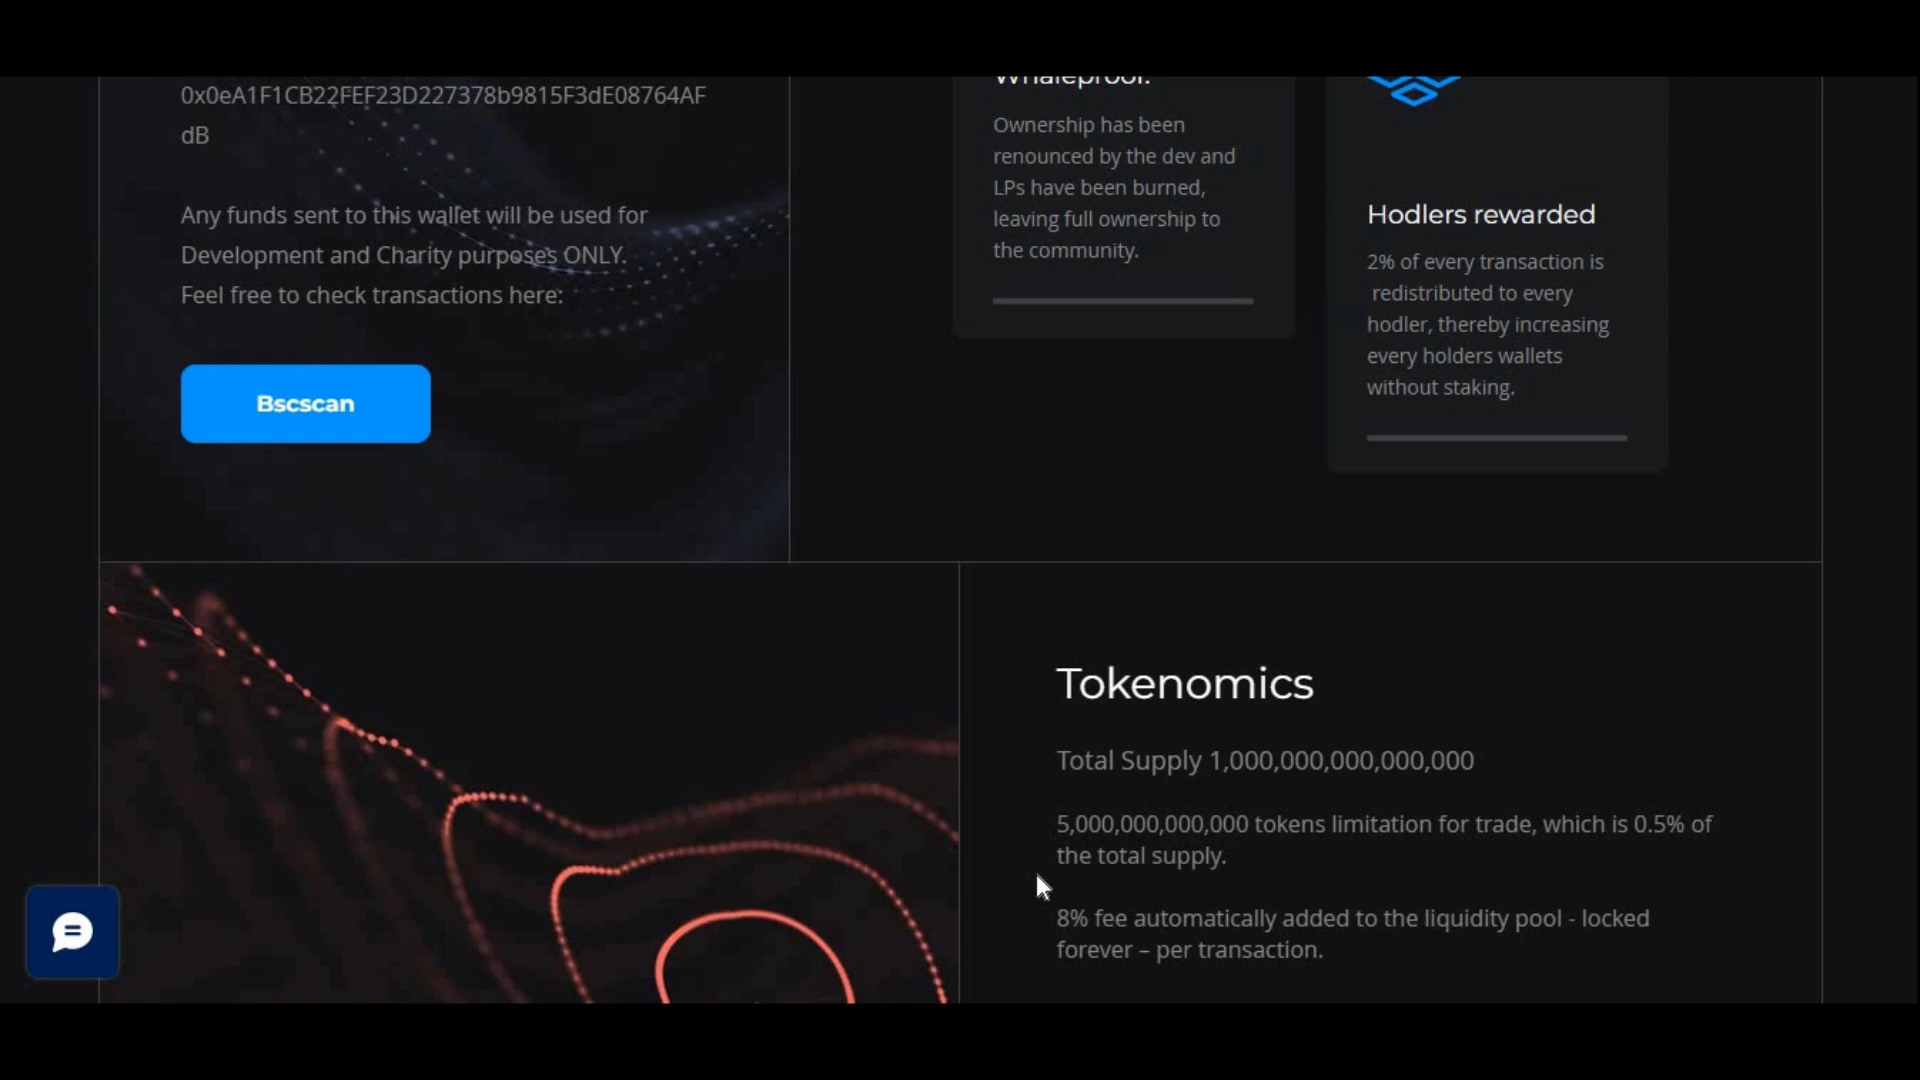 0x0eA1F1CB22FEF23D227378b9815F3dE08764AF
dB
Any funds sent to this wallet will be used for
Development and Charity purposes ONLY.
Feel free to check transactions here:
Bscscan
Whaleproof.
Ownership has been
renounced by the dev and
LPs have been burned,
leaving full ownership to
the community.
Hodlers rewarded
2% of every transaction is
redistributed to every
hodler, thereby increasing
every holders wallets
without staking.
Tokenomics
Total Supply 1,000,000,000,000,000
5,000,000,000,000 tokens limitation for trade, which is 0.5% of
the total supply.
8% fee automatically added to the liquidity pool - locked
forever – per transaction.